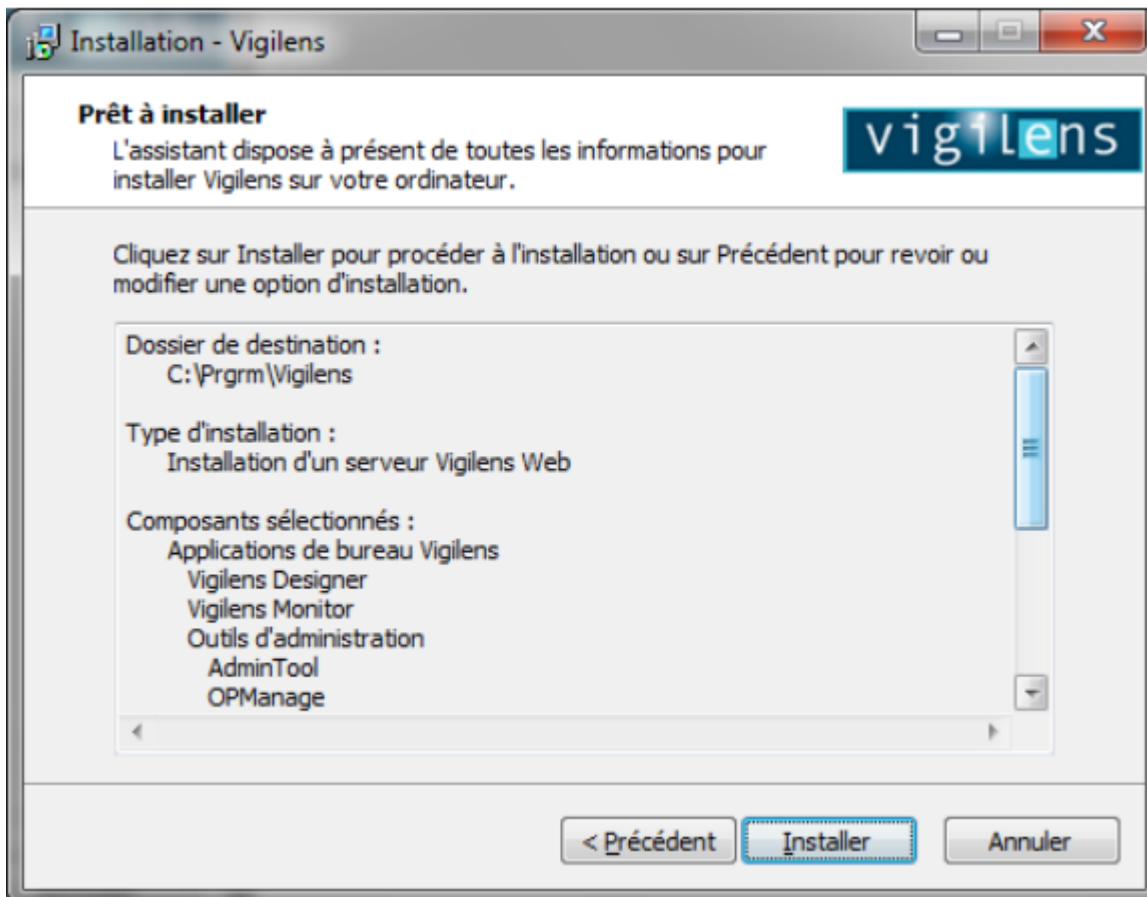 Installation - Vigilens
Prêt à installer
L'assistant dispose à présent de toutes les informations pour
installer Vigilens sur votre ordinateur.
vigilens
Cliquez sur Installer pour procéder à l'installation ou sur Précédent pour revoir ou
modifier une option d'installation.
Dossier de destination :
C:\Prgrm\Vigilens
Type d'installation :
Installation d'un serveur Vigilens Web
Composants sélectionnés :
Applications de bureau Vigilens
Vigilens Designer
Vigilens Monitor
Outils d'administration
AdminTool
OPManage
< Précédent
Installer
Annuler